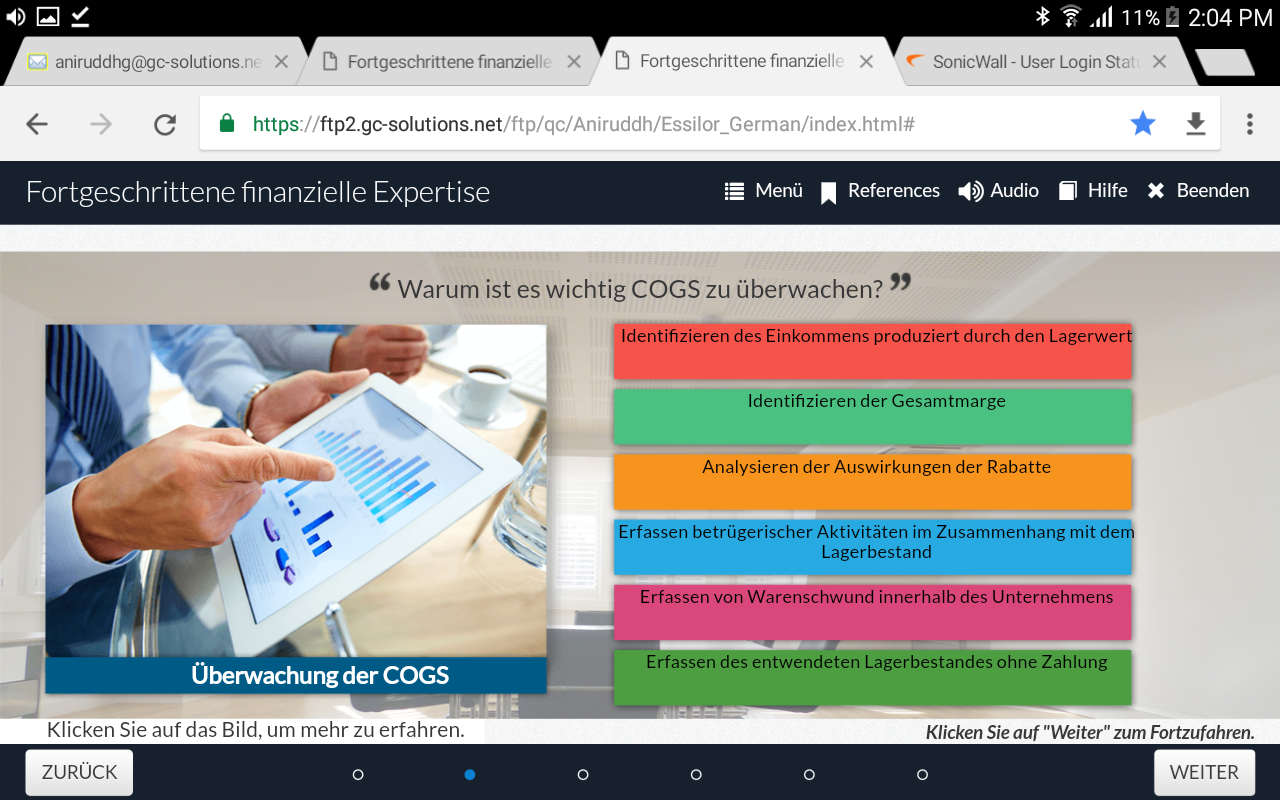 11% 2:04 PM
aniruddhg@gc-solutions.ne
Fortgeschrittene finanzielle
Fortgeschrittene finanzielle
SonicWall - User Login Statu
https://ftp2.gc-solutions.net/ftp/qc/Aniruddh/Essilor_German/index.html#
Fortgeschrittene finanzielle Expertise
Menü
References
Audio
Hilfe
Beenden
“ Warum ist es wichtig COGS zu überwachen? ”
Identifizieren des Einkommens produziert durch den Lagerwert
Identifizieren der Gesamtmarge
Analysieren der Auswirkungen der Rabatte
Erfassen betrügerischer Aktivitäten im Zusammenhang mit dem
Lagerbestand
Erfassen von Warenschwund innerhalb des Unternehmens
Erfassen des entwendeten Lagerbestandes ohne Zahlung
Überwachung der COGS
Klicken Sie auf das Bild, um mehr zu erfahren.
Klicken Sie auf "Weiter" zum Fortzufahren.
ZURÜCK
WEITER